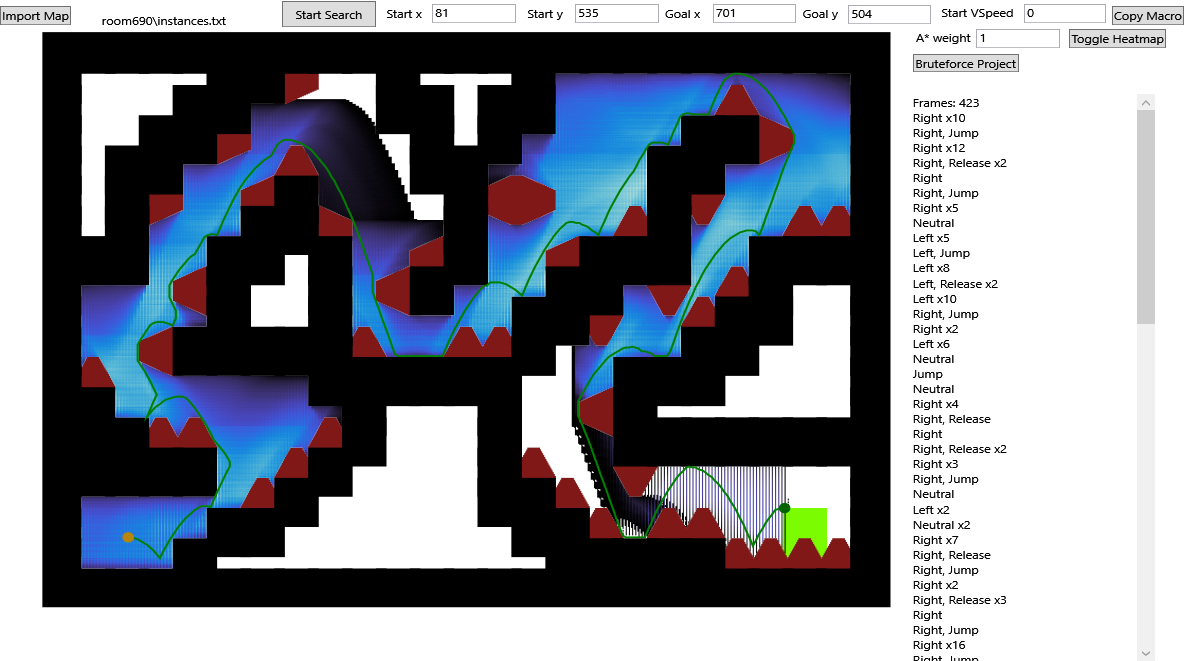 Import Map
room690\instances.txt
Start Search
Start x 81 Start y 535 Goal x 701 Goal y 504 Start VSpeed 0
Copy Macro
A* weight 1
Toggle Heatmap
Bruteforce Project
Frames: 423
Right x10
Right, Jump
Right x12
Right, Release x2
Right
Right, Jump
Right x5
Neutral
Left x5
Left, Jump
Left x8
Left, Release x2
Left x10
Right, Jump
Right x2
Left x6
Neutral
Jump
Neutral
Right x4
Right, Release
Right
Right, Release x2
Right x3
Right, Jump
Neutral
Left x2
Neutral x2
Right x7
Right, Release
Right, Jump
Right x2
Right, Release x3
Right
Right, Jump
Right x16
Right, Jump